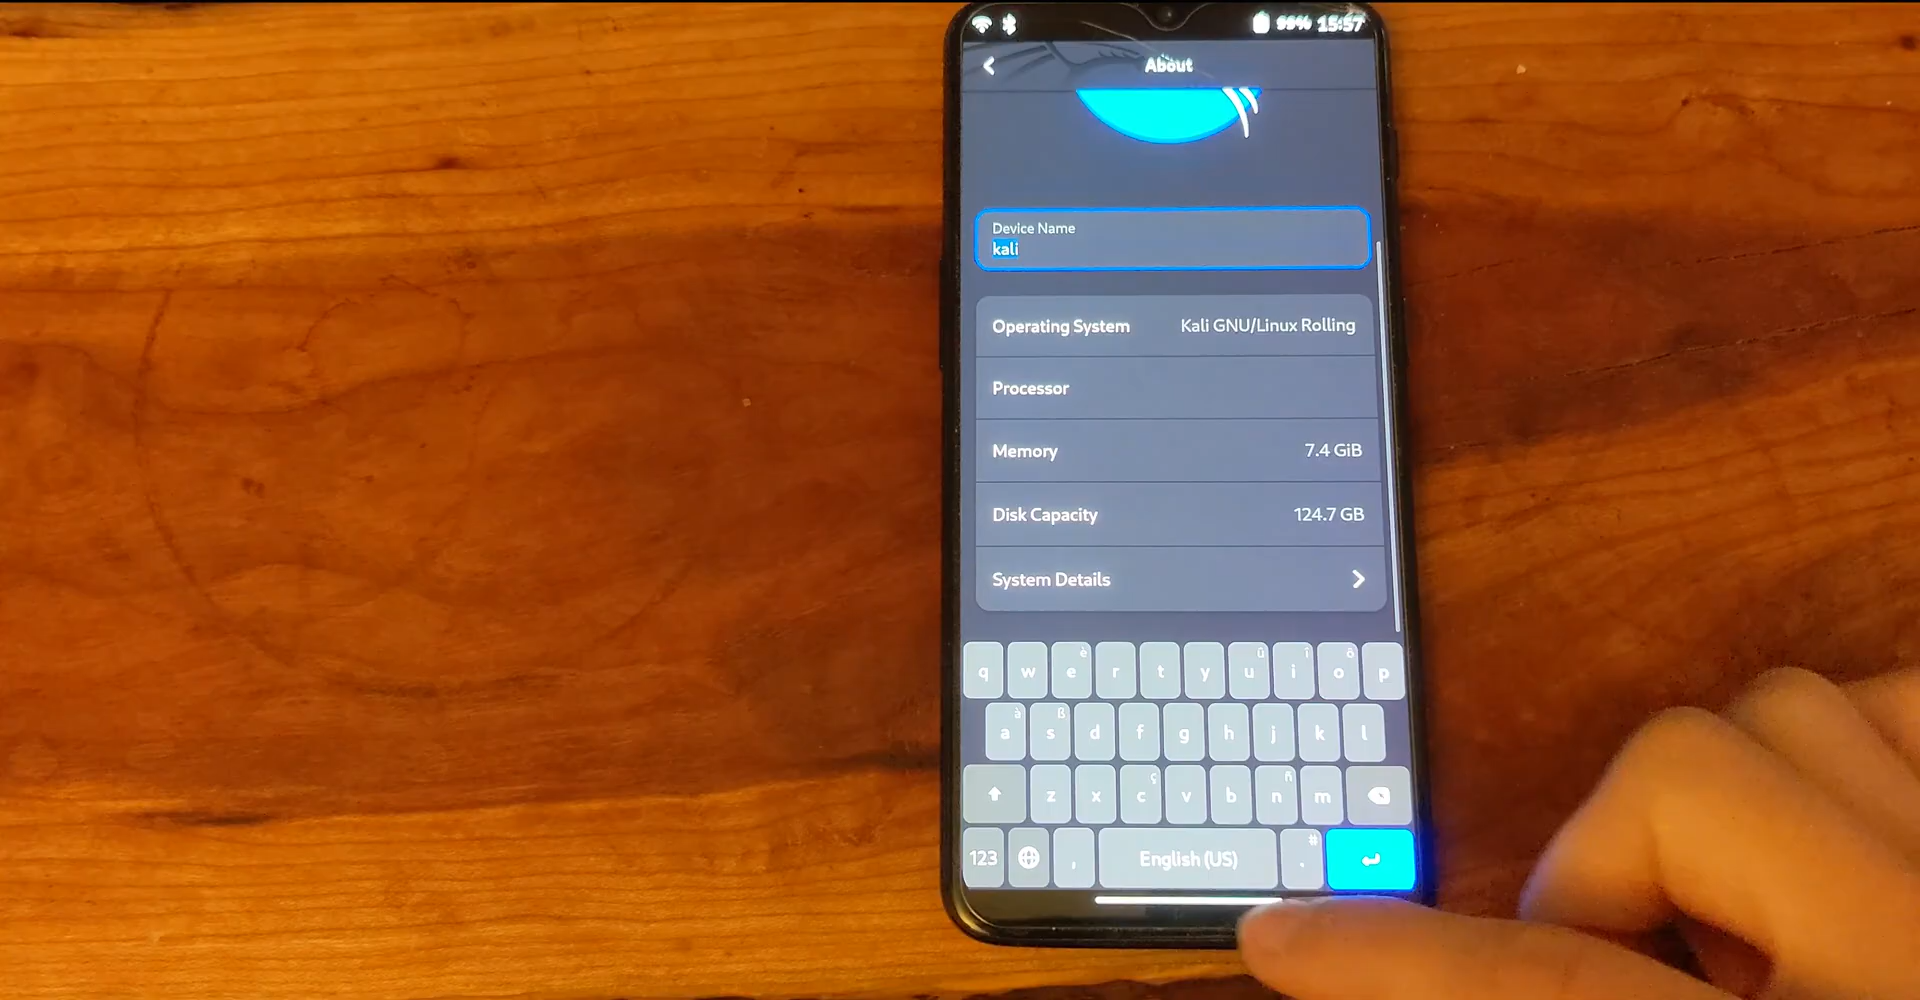 99% 15:57
About
Device Name
kali
Operating System Kali GNU/Linux Rolling
Processor
Memory 7.4 GiB
Disk Capacity 124.7 GB
System Details
q w e è r t y u û i î o ô p
a à s ß d f g h j k l
z x c ç v b n ñ m
123 , English (US) . #